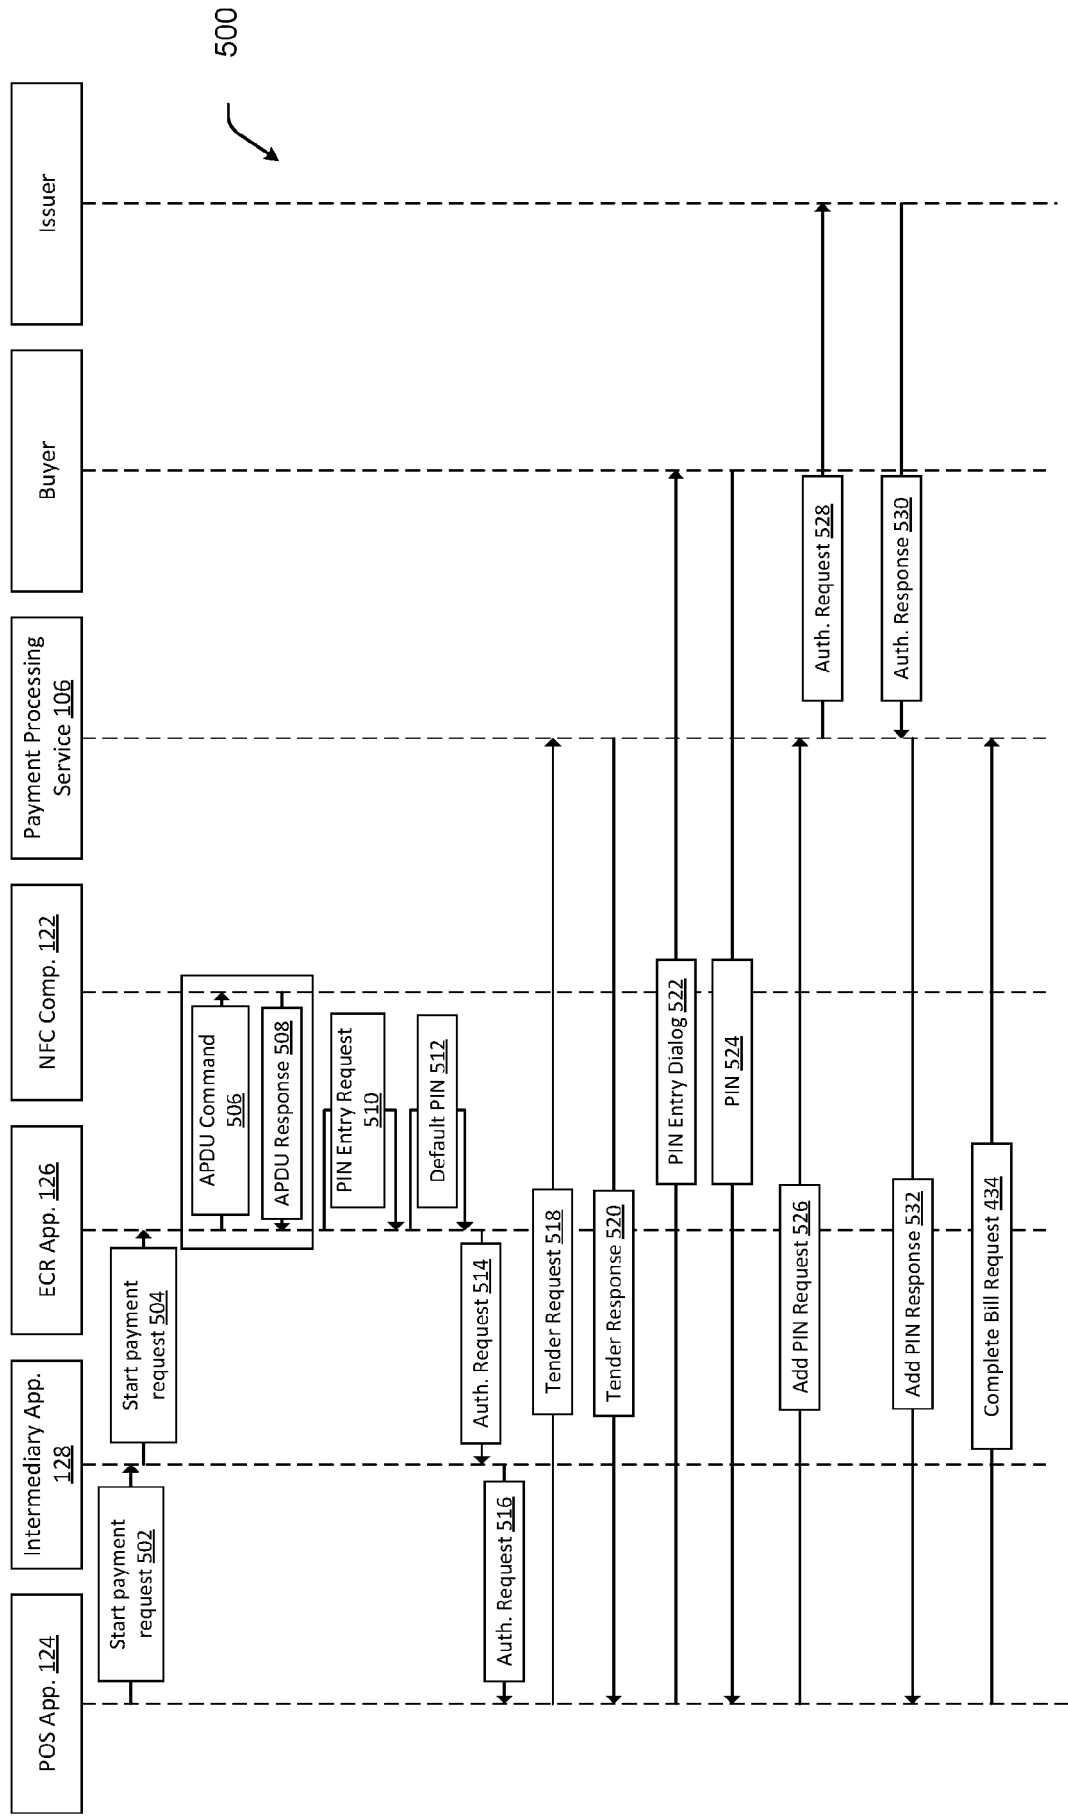 500
POS App. 124
Intermediary App.
128
ECR App. 126
NFC Comp. 122
Payment Processing
Service 106
Buyer
Issuer
Start payment
request 502
Start payment
request 504
APDU Command
506
APDU Response 508
PIN Entry Request
510
Default PIN 512
Auth. Request 514
Auth. Request 516
Tender Request 518
Tender Response 520
PIN Entry Dialog 522
PIN 524
Add PIN Request 526
Auth. Request 528
Auth. Response 530
Add PIN Response 532
Complete Bill Request 434